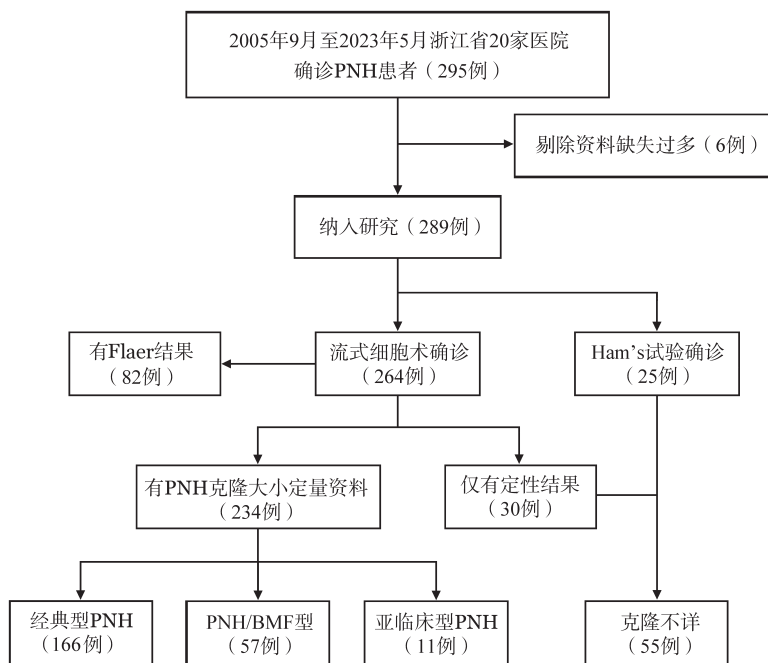 2005年9月至2023年5月浙江省20家医院
确诊PNH患者（295例）
剔除资料缺失过多（6例）
纳入研究（289例）
有Flaer结果
（82例）
流式细胞术确诊
（264例）
Ham's试验确诊
（25例）
有PNH克隆大小定量资料
（234例）
仅有定性结果
（30例）
经典型PNH
（166例）
PNH/BMF型
（57例）
亚临床型PNH
（11例）
克隆不详
（55例）